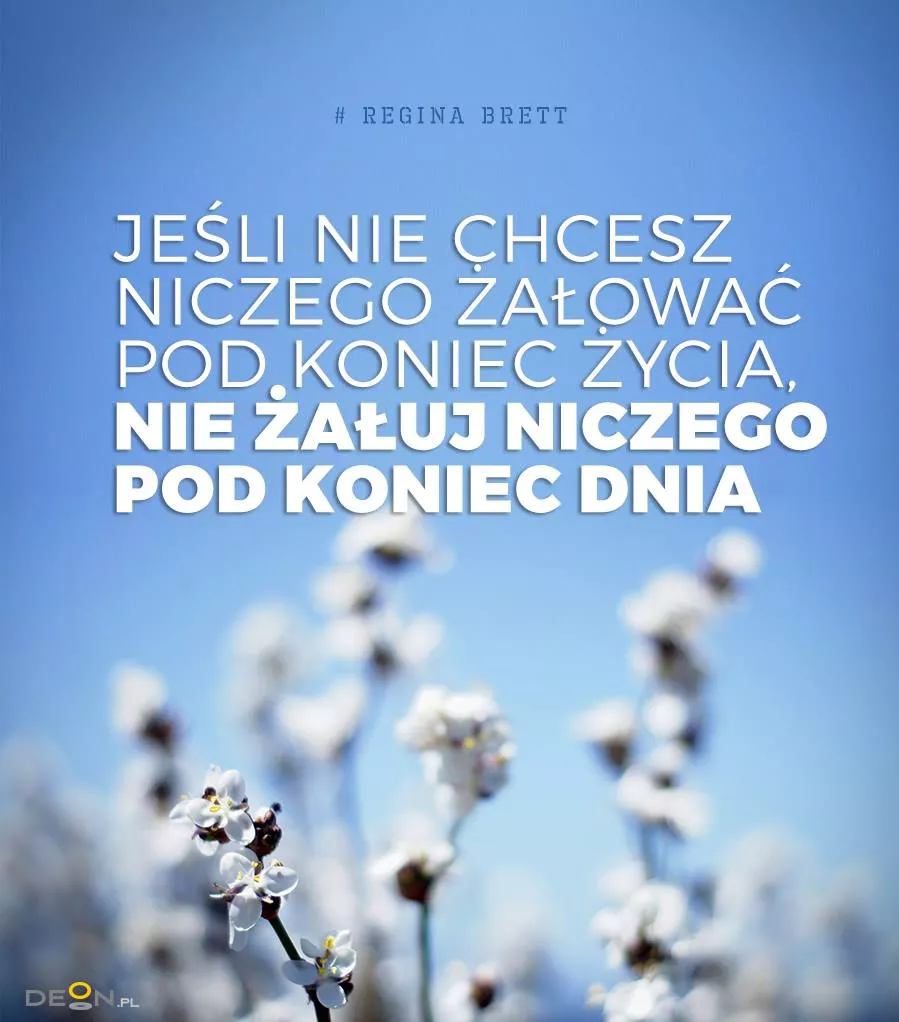 # REGINA BRETT
JEŚLI NIE CHCESZ
NICZEGO ŻAŁOWAĆ
POD KONIEC ŻYCIA,
NIE ŻAŁUJ NICZEGO
POD KONIEC DNIA
DEON.PL